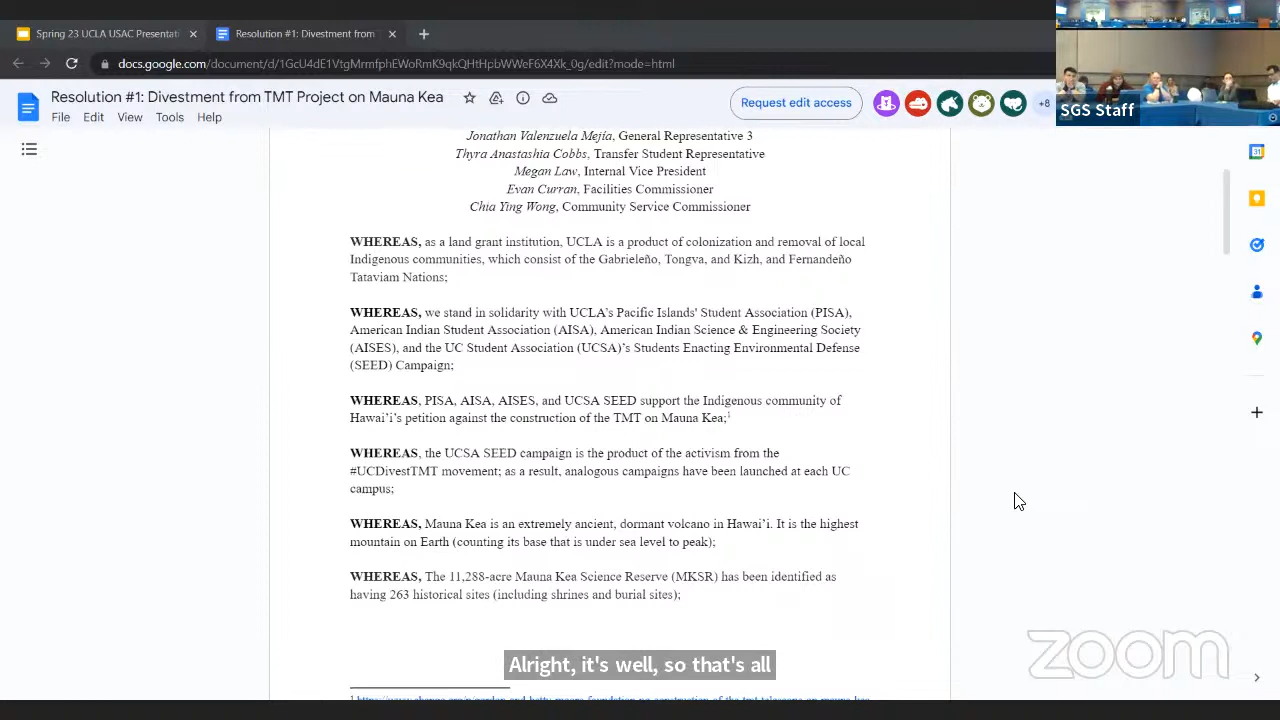 Spring 23 UCLA USAC Presentati
Resolution #1: Divestment from
docs.google.com/document/d/1GcU4dE1VtgMrmfphEWoRmK9qkQHtHpbWWeF6X4Xk_0g/edit?mode=html
Resolution #1: Divestment from TMT Project on Mauna Kea
File Edit View Tools Help
Request edit access
+8
SGS Staff
31
Jonathan Valenzuela Mejía, General Representative 3
Thyra Anastashia Cobbs, Transfer Student Representative
Megan Law, Internal Vice President
Evan Curran, Facilities Commissioner
Chia Ying Wong, Community Service Commissioner
WHEREAS, as a land grant institution, UCLA is a product of colonization and removal of local
Indigenous communities, which consist of the Gabrieleño, Tongva, and Kizh, and Fernandeño
Tataviam Nations;
WHEREAS, we stand in solidarity with UCLA's Pacific Islands' Student Association (PISA),
American Indian Student Association (AISA), American Indian Science & Engineering Society
(AISES), and the UC Student Association (UCSA)'s Students Enacting Environmental Defense
(SEED) Campaign;
WHEREAS, PISA, AISA, AISES, and UCSA SEED support the Indigenous community of
Hawai'i's petition against the construction of the TMT on Mauna Kea;1
WHEREAS, the UCSA SEED campaign is the product of the activism from the
#UCDivestTMT movement; as a result, analogous campaigns have been launched at each UC
campus;
WHEREAS, Mauna Kea is an extremely ancient, dormant volcano in Hawai'i. It is the highest
mountain on Earth (counting its base that is under sea level to peak);
WHEREAS, The 11,288-acre Mauna Kea Science Reserve (MKSR) has been identified as
having 263 historical sites (including shrines and burial sites);
Alright, it's well, so that's all
zoom